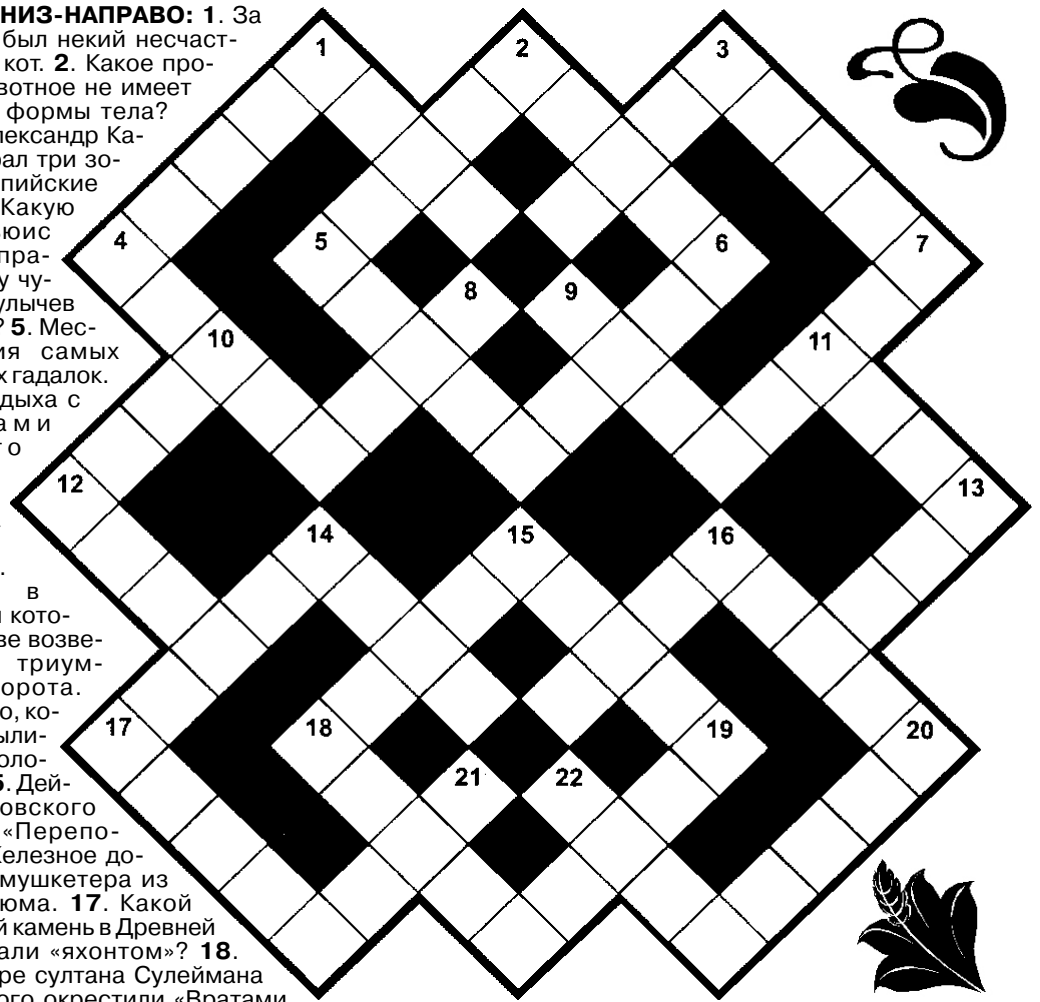 НИЗ-НАПРАВО: 1. За
был некий несчаст-
кот. 2. Какое про-
вотное не имеет
формы тела?
лександр Ка-
рал три зо-
пийские
Какую
юис
пра-
у чу-
улычев
? 5. Мес-
ия самых
х гадалок.
дыха с
ами
го
в
и кото-
ве возве-
триум-
орота.
о, ко-
ыли-
оло-
5. Дей-
овского
«Перепо-
Железное до-
мушкетера из
юма. 17. Какой
й камень в Древней
али «яхонтом»? 18.
ре султана Сулеймана
ого окрестили «Вратами
1 2 3
4 5 6 7
8 9
10 11
12 13
14 15 16
17 18 19 20
21 22